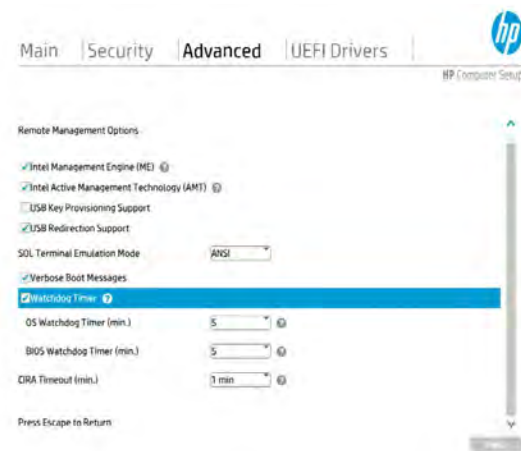 hp
Main Security Advanced UEFI Drivers
HP Computer Setup
Remote Management Options
Intel Management Engine (ME) ?
Intel Active Management Technology (AMT) ?
USB Key Provisioning Support
USB Redirection Support
SOL Terminal Emulation Mode ANSI
Verbose Boot Messages
Watchdog Timer ?
OS Watchdog Timer (min.) 5 ?
BIOS Watchdog Timer (min.) 5 ?
CIRA Timeout (min.) 1 min ?
Press Escape to Return